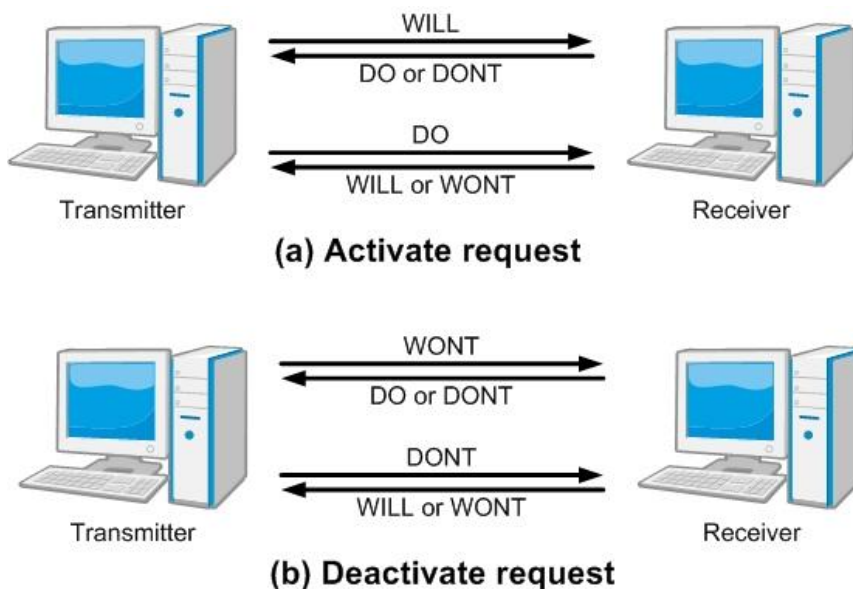 WILL
DO or DONT
DO
WILL or WONT
Transmitter
Receiver
(a) Activate request
WONT
DO or DONT
DONT
WILL or WONT
Transmitter
Receiver
(b) Deactivate request